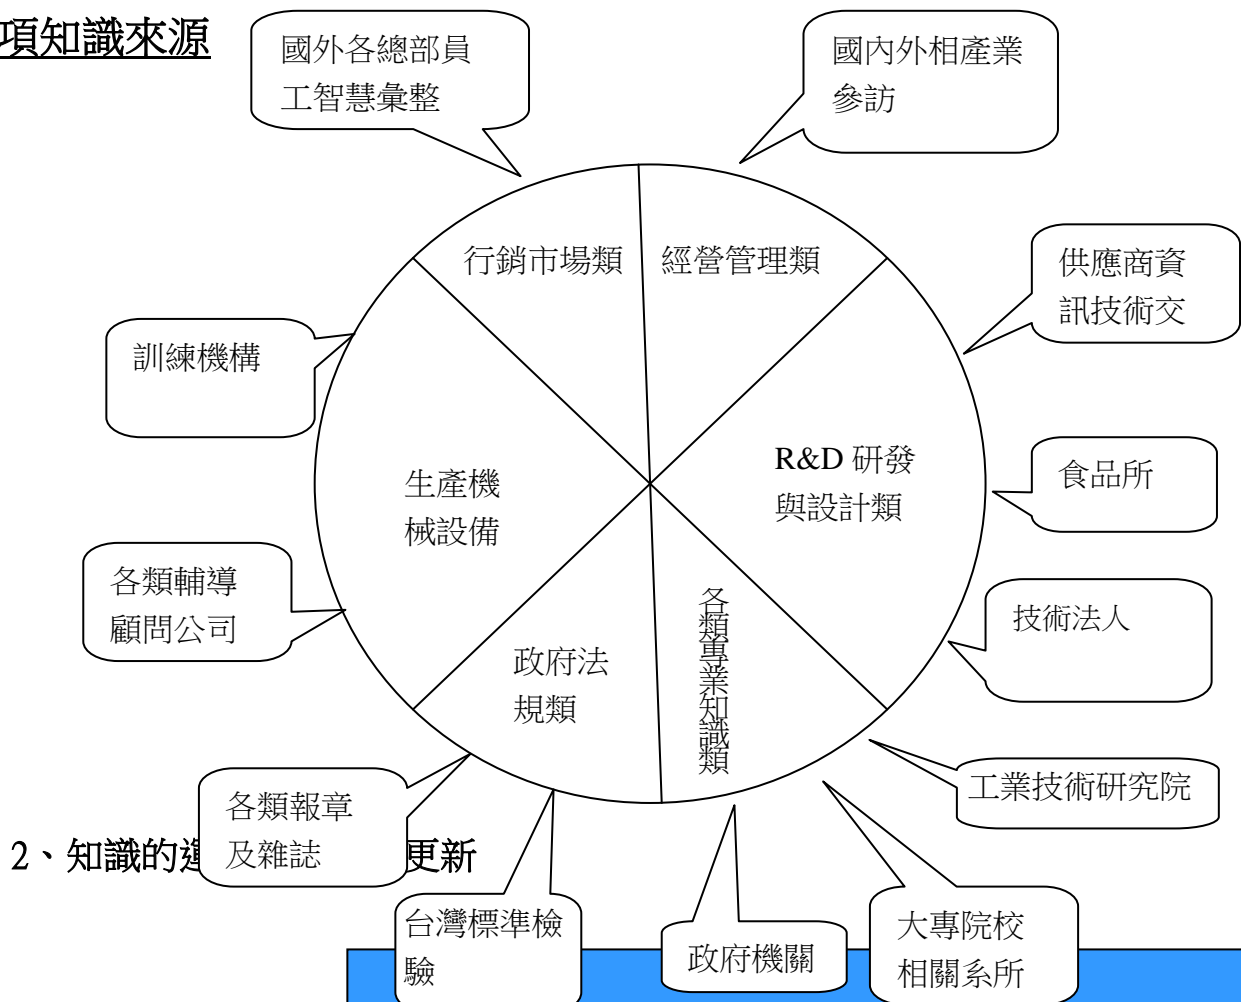 項知識來源
國外各總部員
工智慧彙整
國內外相產業
參訪
行銷市場類
經營管理類
供應商資
訊技術交
訓練機構
R&D 研發
與設計類
食品所
生產機
械設備
各類輔導
顧問公司
各類專業知識類
技術法人
政府法
規類
工業技術研究院
各類報章
及雜誌
2、知識的
更新
台灣標準檢
驗
政府機關
大專院校
相關系所